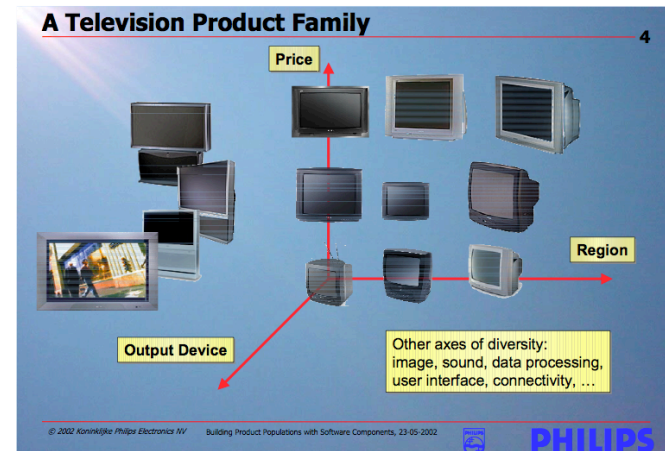 A Television Product Family
4
Price
Region
Output Device
Other axes of diversity:
image, sound, data processing,
user interface, connectivity, …
© 2002 Koninklijke Philips Electronics NV
Building Product Populations with Software Components, 23-05-2002
PHILIPS